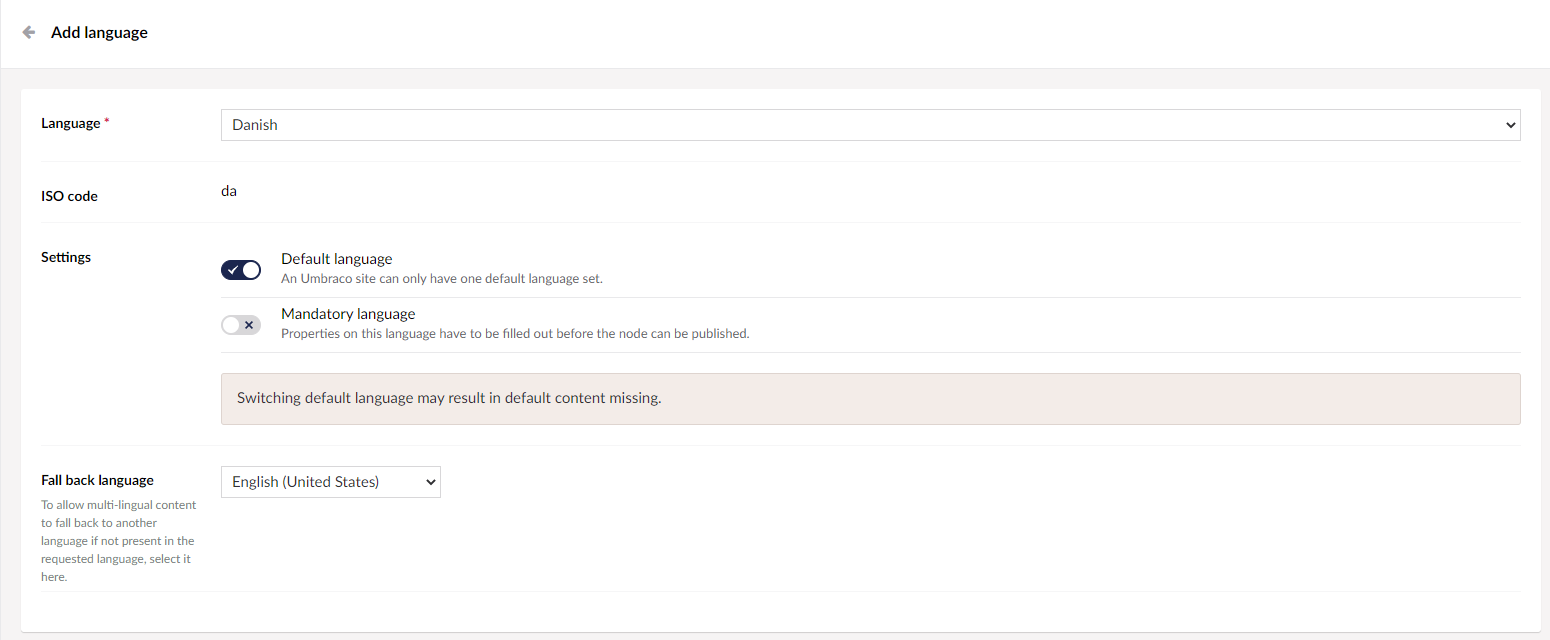 Add language
Language *
Danish
ISO code
da
Settings
Default language
An Umbraco site can only have one default language set.
Mandatory language
Properties on this language have to be filled out before the node can be published.
Switching default language may result in default content missing.
Fall back language
English (United States)
To allow multi-lingual content
to fall back to another
language if not present in the
requested language, select it
here.